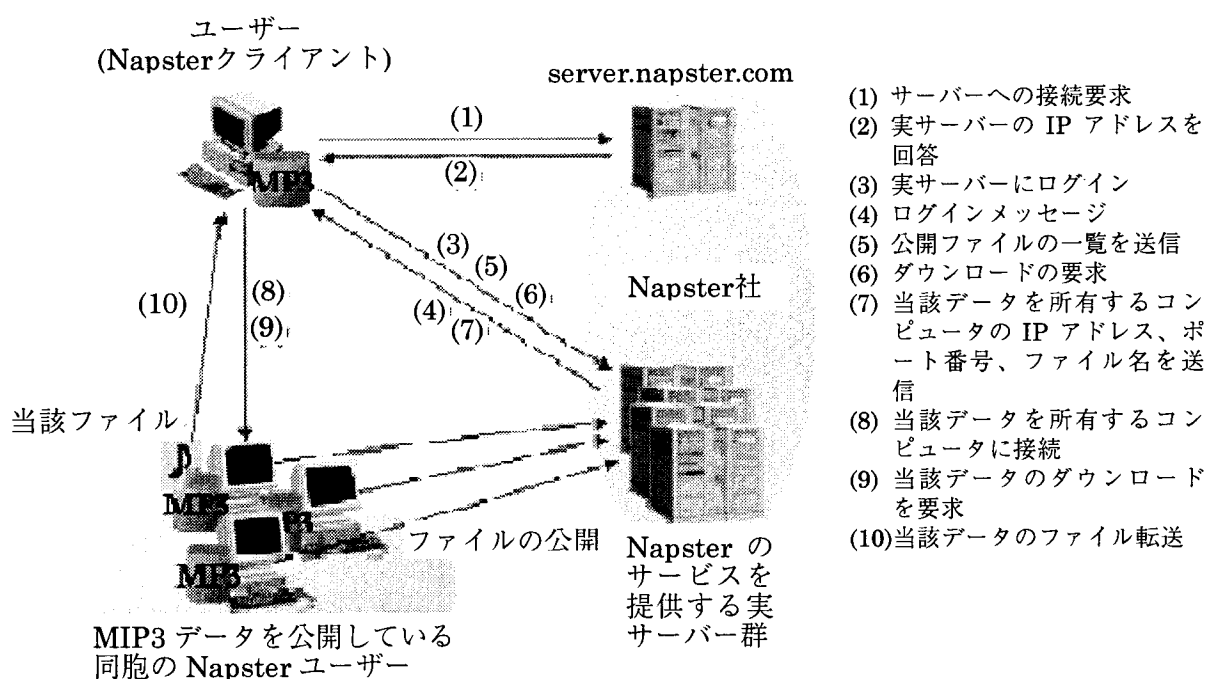 ユーザー
(Napsterクライアント)
server.napster.com
(1)
(2)
MP3
(3)
(5)
(6)
(4)
(7)
(8)
(9)
(10)
Napster社
当該ファイル
MP3
MP3
ファイルの公開
Napster の
サービスを
提供する実
サーバー群
MIP3 データを公開している
同胞の Napster ユーザー
(1) サーバーへの接続要求
(2) 実サーバーの IP アドレスを
回答
(3) 実サーバーにログイン
(4) ログインメッセージ
(5) 公開ファイルの一覧を送信
(6) ダウンロードの要求
(7) 当該データを所有するコン
ピュータの IP アドレス、ポ
ート番号、ファイル名を送
信
(8) 当該データを所有するコン
ピュータに接続
(9) 当該データのダウンロード
を要求
(10)当該データのファイル転送